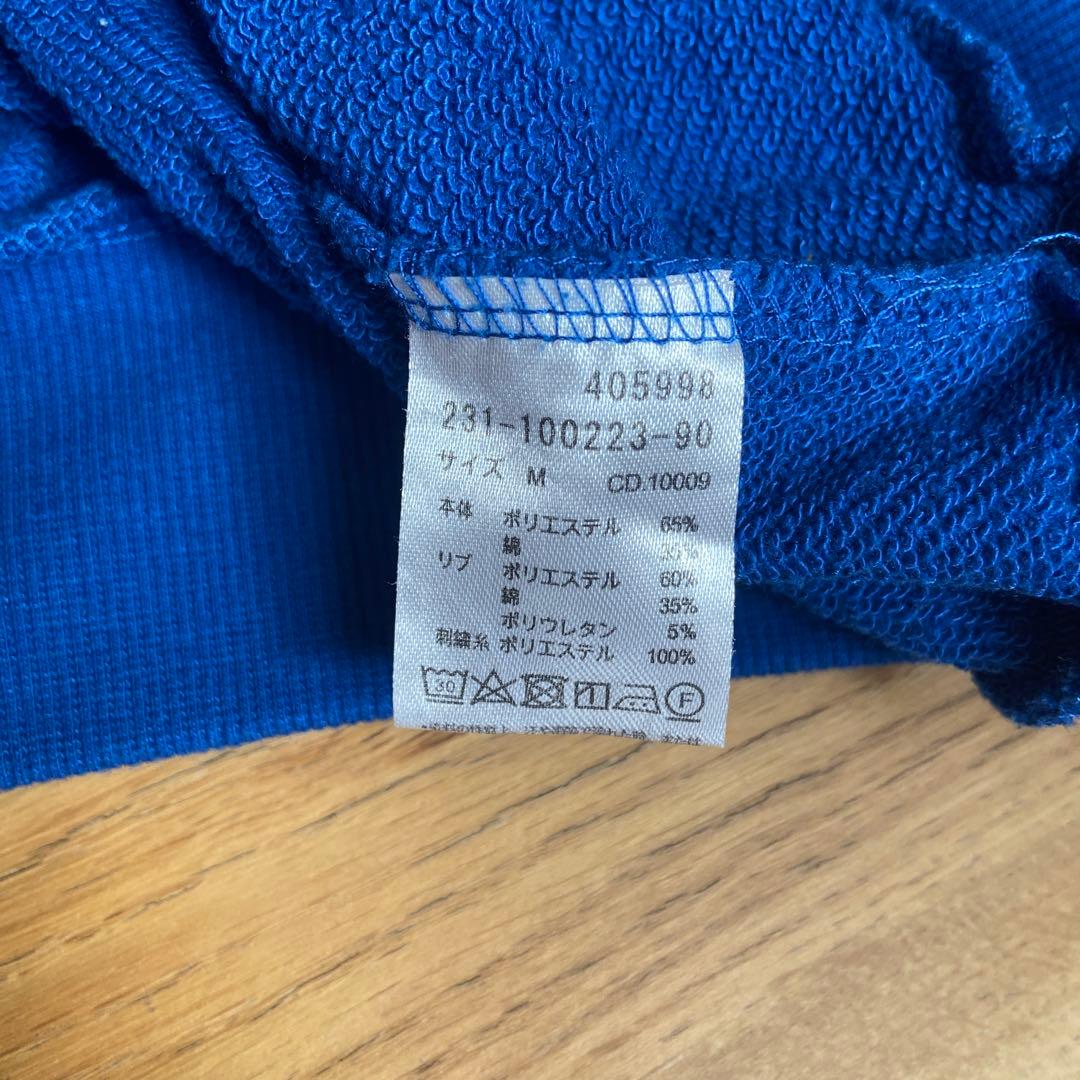 405998
231-100223-90
サイズ M CD.10009
本体 ポリエステル 65%
綿 35%
リブ ポリエステル 60%
綿 35%
ポリウレタン 5%
刺繍糸 ポリエステル 100%
30 F